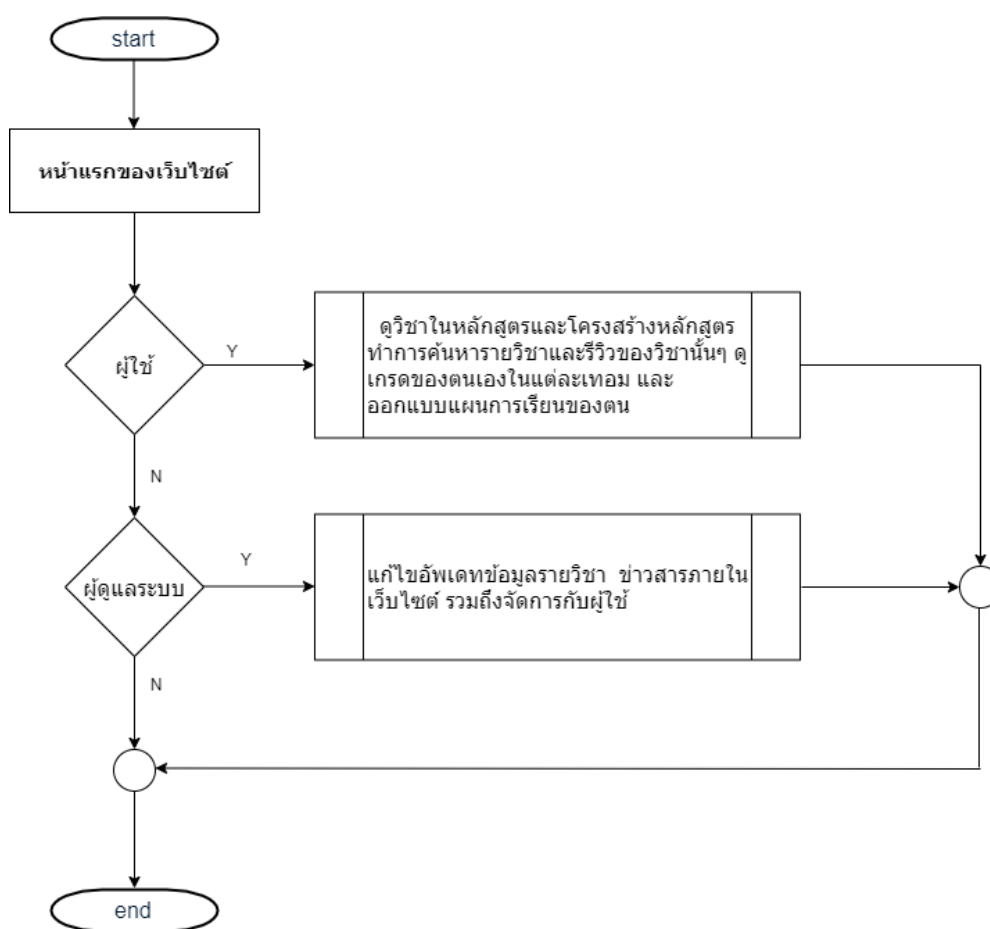 start
หน้าแรกของเว็บไซต์
ผู้ใช้
Y
ดูวิชาในหลักสูตรและโครงสร้างหลักสูตร
ทำการค้นหารายวิชาและรีวิวของวิชานั้นๆ ดู
เกรดของตนเองในแต่ละเทอม และ
ออกแบบแผนการเรียนของตน
N
ผู้ดูแลระบบ
Y
แก้ไขอัพเดทข้อมูลรายวิชา ข่าวสารภายใน
เว็บไซต์ รวมถึงจัดการกับผู้ใช้
N
end